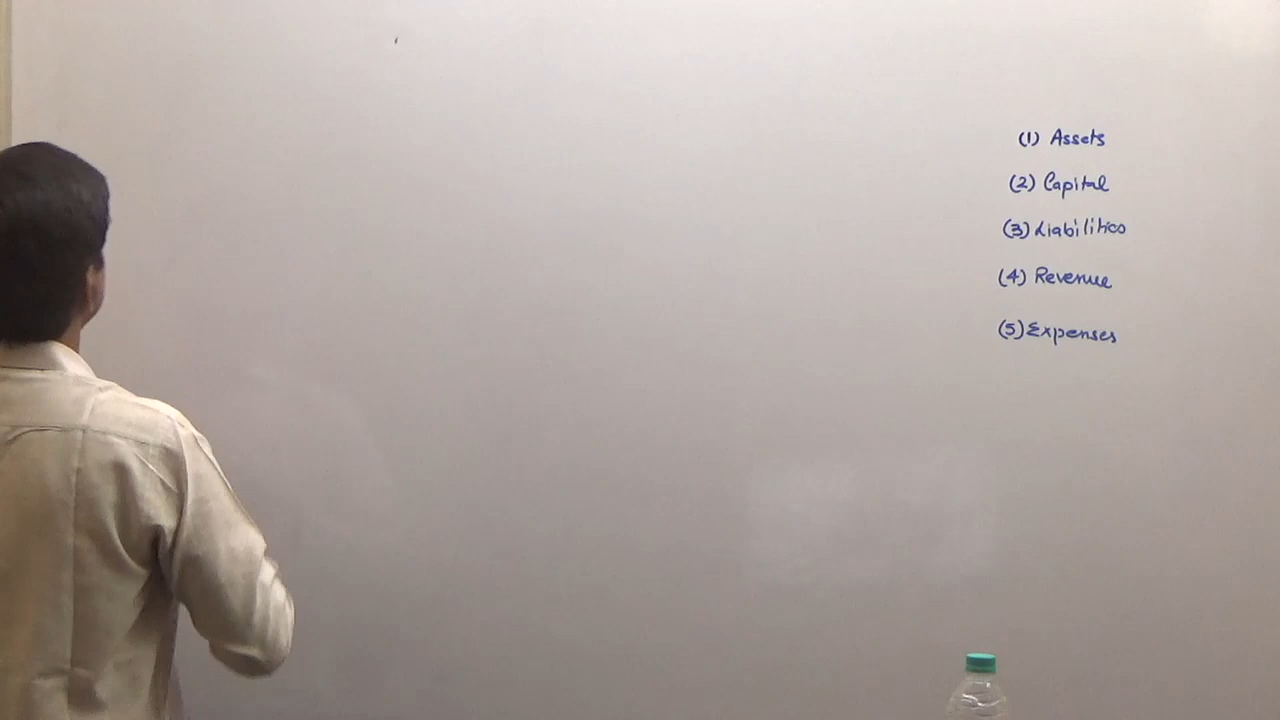 (1) Assets
(2) Capital
(3) Liabilities
(4) Revenue
(5) Expenses